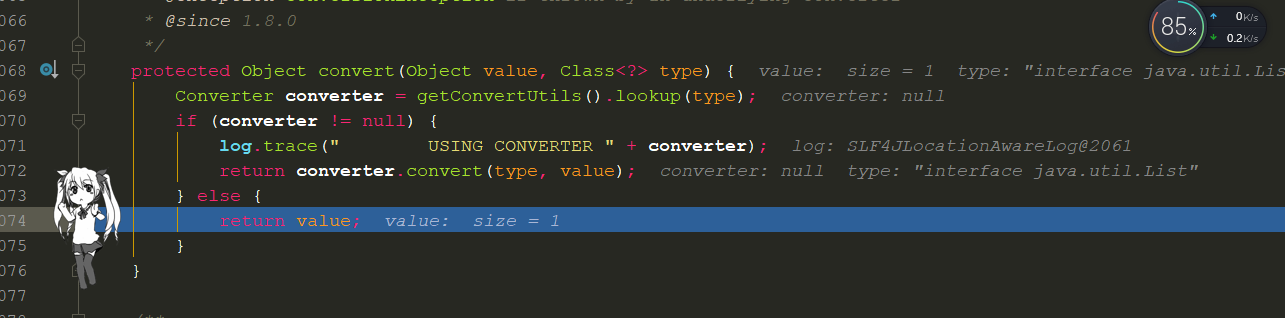 066 * @since 1.8.0
067 */
068 protected Object convert(Object value, Class<?> type) { value: size = 1 type: "interface java.util.Lis
069 Converter converter = getConvertUtils().lookup(type); converter: null
070 if (converter != null) {
071 log.trace(" USING CONVERTER " + converter); log: SLF4JLocationAwareLog@2061
072 return converter.convert(type, value); converter: null type: "interface java.util.List"
073 } else {
074 return value; value: size = 1
075 }
076 }
077
/**
85%
0K/s
0.2K/s